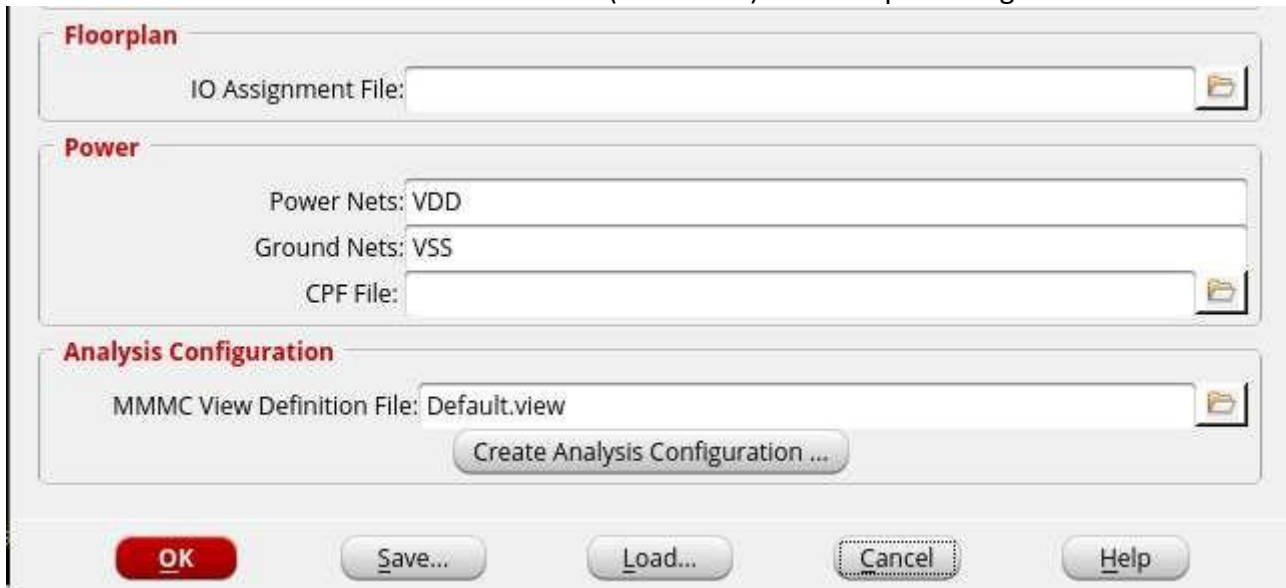 Floorplan
IO Assignment File:
Power
Power Nets: VDD
Ground Nets: VSS
CPF File:
Analysis Configuration
MMMC View Definition File: Default.view
Create Analysis Configuration ...
OK Save... Load... Cancel Help